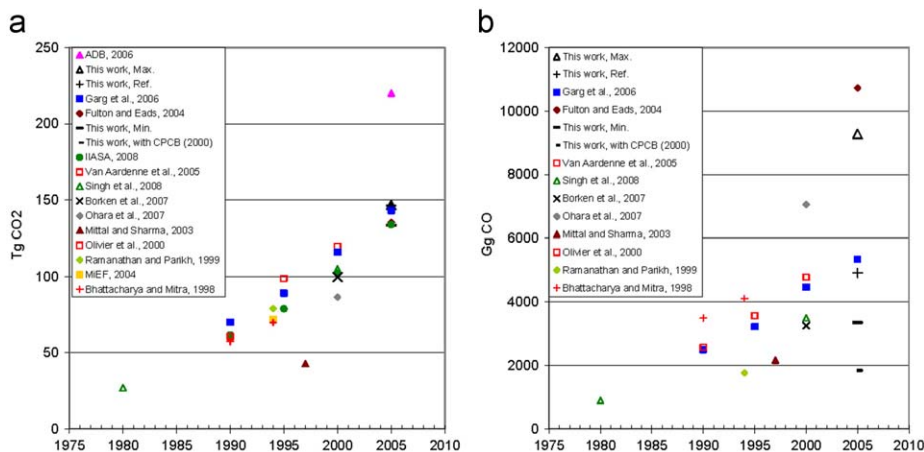 a
Tg CO2
250
200
150
100
50
0
1975 1980 1985 1990 1995 2000 2005 2010
ADB, 2006
This work, Max.
This work, Ref.
Garg et al., 2006
Fulton and Eads, 2004
This work, Min.
This work, with CPCB (2000)
IIASA, 2008
Van Aardenne et al., 2005
Singh et al., 2008
Borken et al., 2007
Ohara et al., 2007
Mittal and Sharma, 2003
Olivier et al., 2000
Ramanathan and Parikh, 1999
MiEF, 2004
Bhattacharya and Mitra, 1998
b
Gg CO
12000
10000
8000
6000
4000
2000
0
1975 1980 1985 1990 1995 2000 2005 2010
This work, Max.
This work, Ref.
Garg et al., 2006
Fulton and Eads, 2004
This work, Min.
This work, with CPCB (2000)
Van Aardenne et al., 2005
Singh et al., 2008
Borken et al., 2007
Ohara et al., 2007
Mittal and Sharma, 2003
Olivier et al., 2000
Ramanathan and Parikh, 1999
Bhattacharya and Mitra, 1998